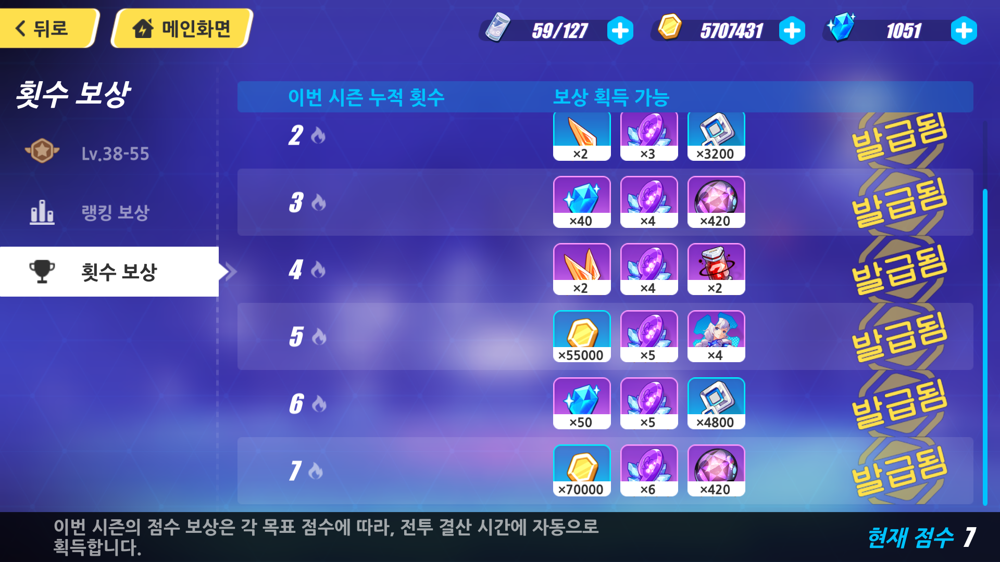 뒤로
메인화면
59/127
5707431
1051
횟수 보상
Lv.38-55
랭킹 보상
횟수 보상
이번 시즌 누적 횟수
보상 획득 가능
2
×2
×3
×3200
발급됨
3
×40
×4
×420
발급됨
4
×2
×4
×2
발급됨
5
×55000
×5
×4
발급됨
6
×50
×5
×4800
발급됨
7
×70000
×6
×420
발급됨
이번 시즌의 점수 보상은 각 목표 점수에 따라, 전투 결산 시간에 자동으로
획득합니다.
현재 점수 7